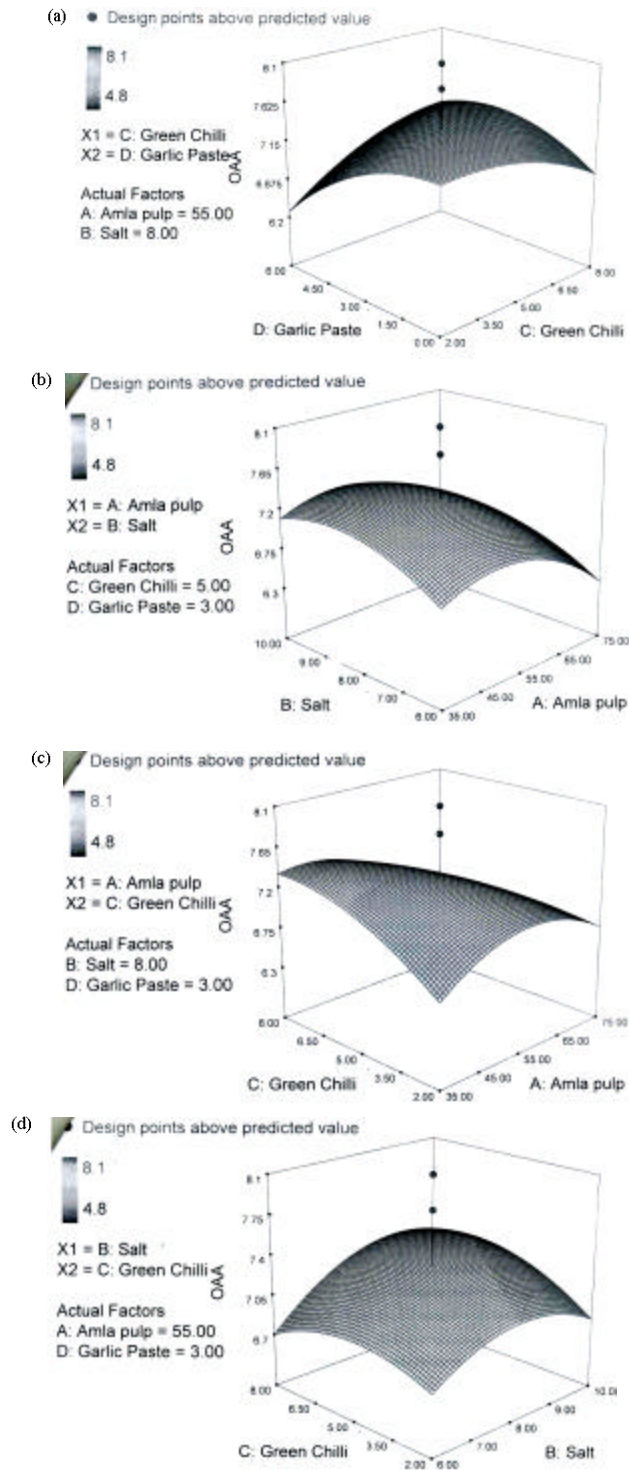 (a)
Design points above predicted value
8.1
4.8
X1 = C: Green Chilli
X2 = D: Garlic Paste
Actual Factors
A: Amla pulp = 55.00
B: Salt = 8.00
OAA
8.1
7.625
7.15
6.675
6.2
6.00
4.50
3.00
1.50
0.00
2.00
3.50
5.00
6.50
8.00
D: Garlic Paste
C: Green Chilli
(b)
Design points above predicted value
8.1
4.8
X1 = A: Amla pulp
X2 = B: Salt
Actual Factors
C: Green Chilli = 5.00
D: Garlic Paste = 3.00
OAA
8.1
7.65
7.2
6.75
6.3
10.00
9.00
8.00
7.00
6.00
35.00
45.00
55.00
65.00
75.00
B: Salt
A: Amla pulp
(c)
Design points above predicted value
8.1
4.8
X1 = A: Amla pulp
X2 = C: Green Chilli
Actual Factors
B: Salt = 8.00
D: Garlic Paste = 3.00
OAA
8.1
7.65
7.2
6.75
6.3
8.00
6.50
5.00
3.50
2.00
35.00
45.00
55.00
65.00
75.00
C: Green Chilli
A: Amla pulp
(d)
Design points above predicted value
8.1
4.8
X1 = B: Salt
X2 = C: Green Chilli
Actual Factors
A: Amla pulp = 55.00
D: Garlic Paste = 3.00
OAA
8.1
7.75
7.4
7.05
6.7
8.00
6.50
5.00
3.50
2.00
6.00
7.00
8.00
9.00
10.00
C: Green Chilli
B: Salt